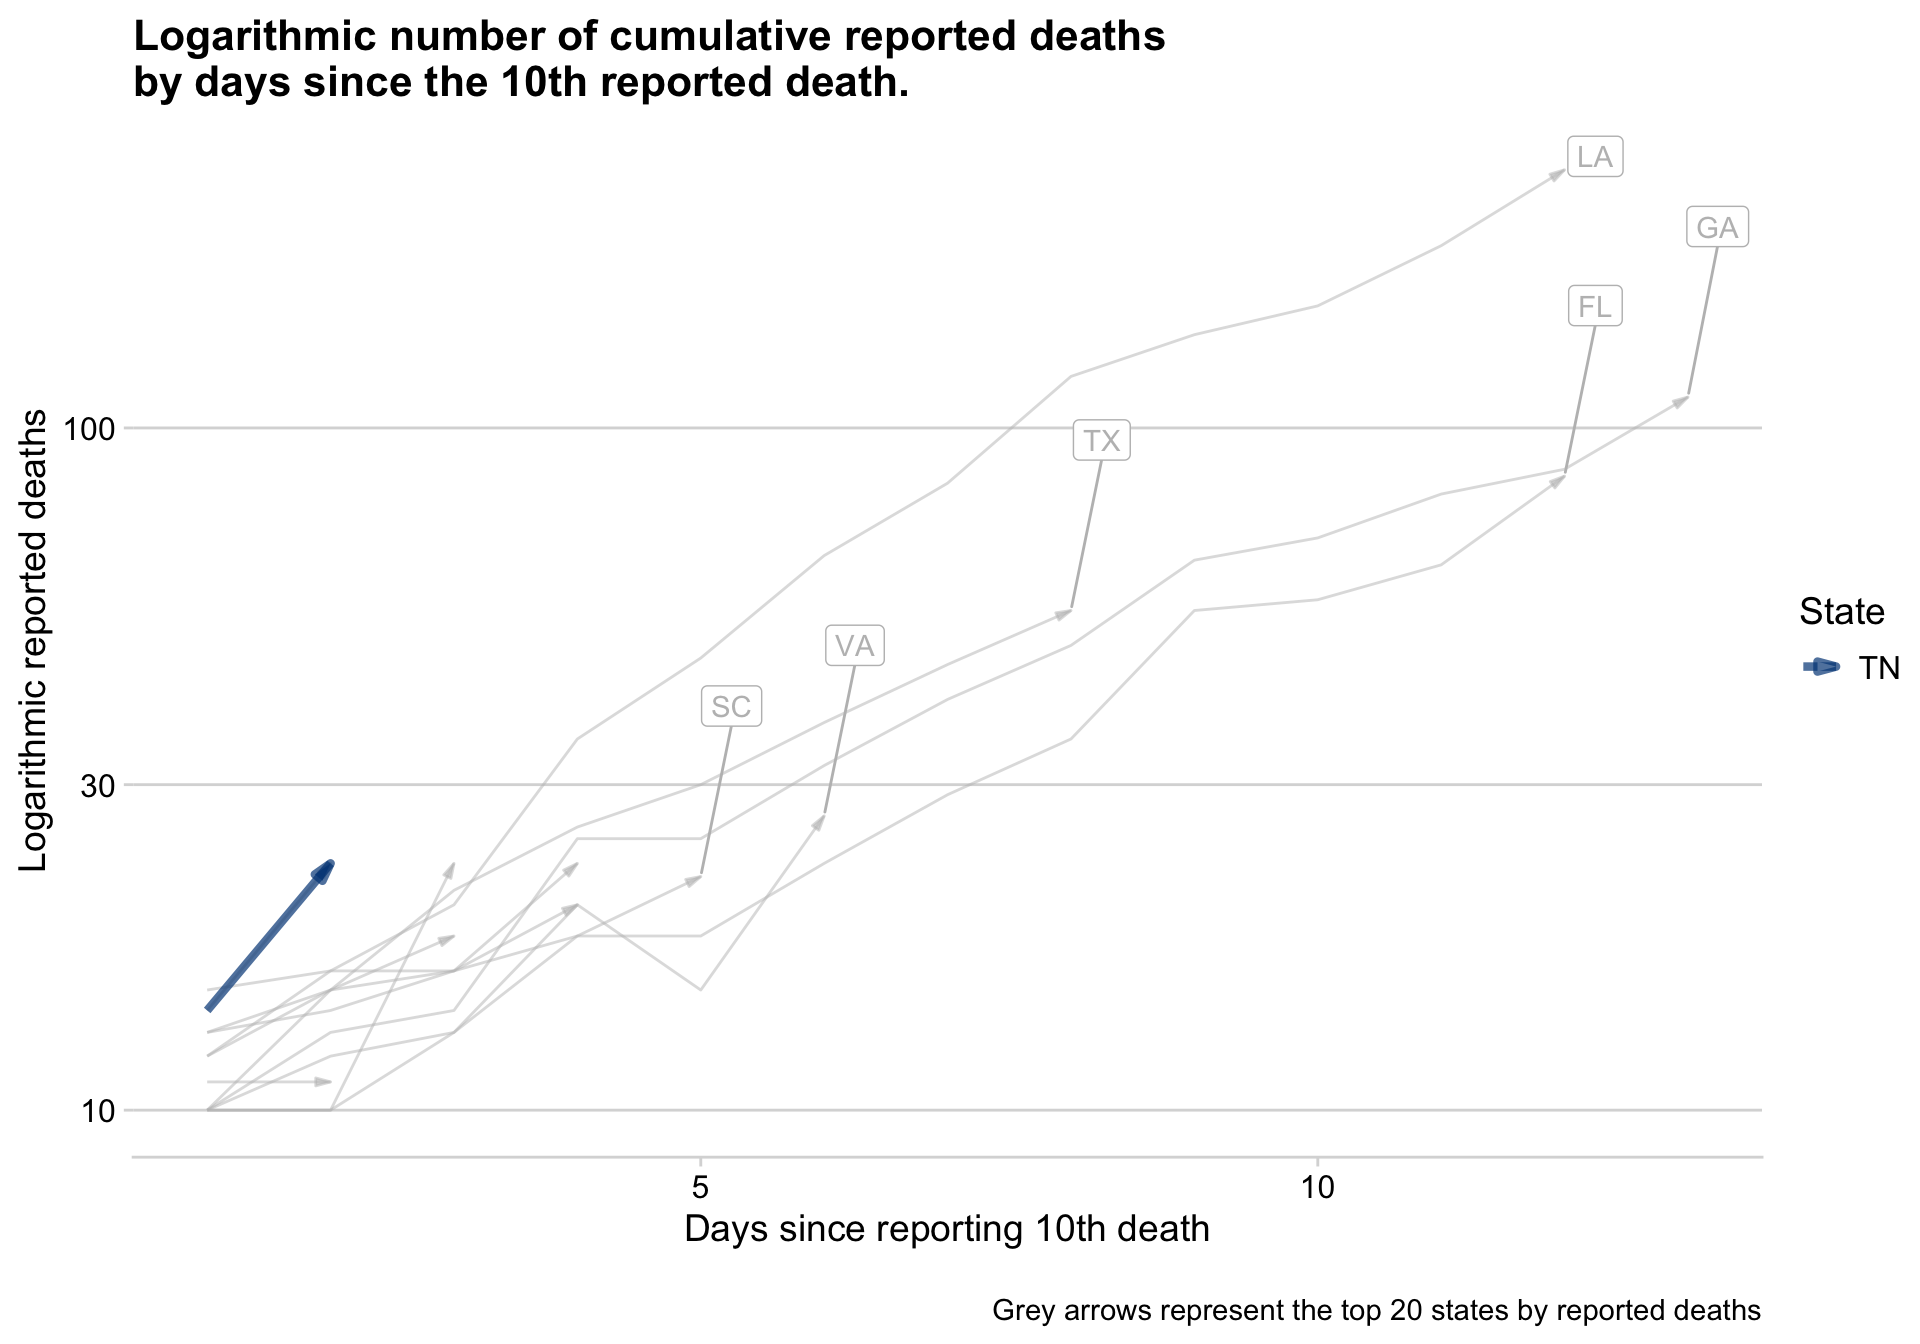 Logarithmic number of cumulative reported deaths
by days since the 10th reported death.
LA
GA
FL
100
TX
Logarithmic reported deaths
State
VA
TN
SC
30
10
5
10
Days since reporting 10th death
Grey arrows represent the top 20 states by reported deaths